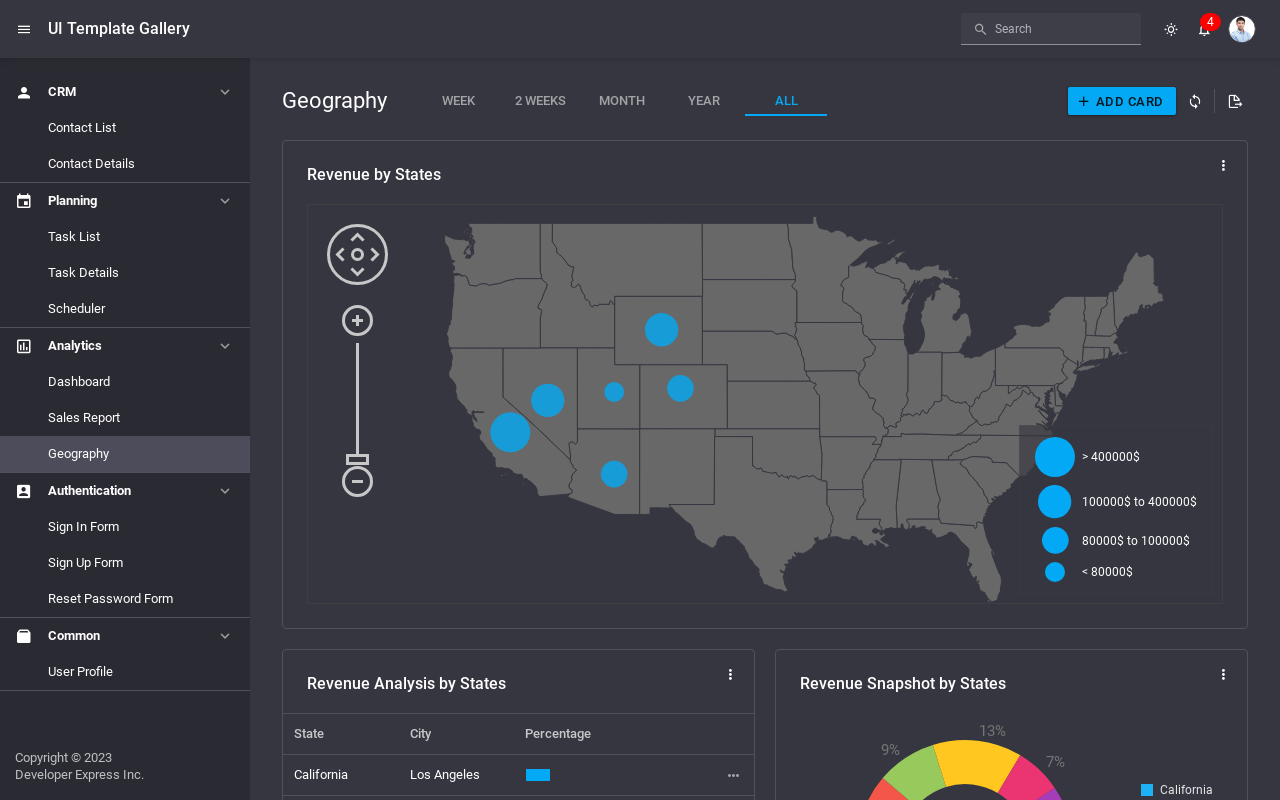 UI Template Gallery
Search
4
CRM
Contact List
Contact Details
Planning
Task List
Task Details
Scheduler
Analytics
Dashboard
Sales Report
Geography
Authentication
Sign In Form
Sign Up Form
Reset Password Form
Common
User Profile
Copyright © 2023
Developer Express Inc.
Geography
WEEK
2 WEEKS
MONTH
YEAR
ALL
ADD CARD
Revenue by States
> 400000$
100000$ to 400000$
80000$ to 100000$
< 80000$
Revenue Analysis by States
State City Percentage
California Los Angeles
Revenue Snapshot by States
13%
9%
7%
California